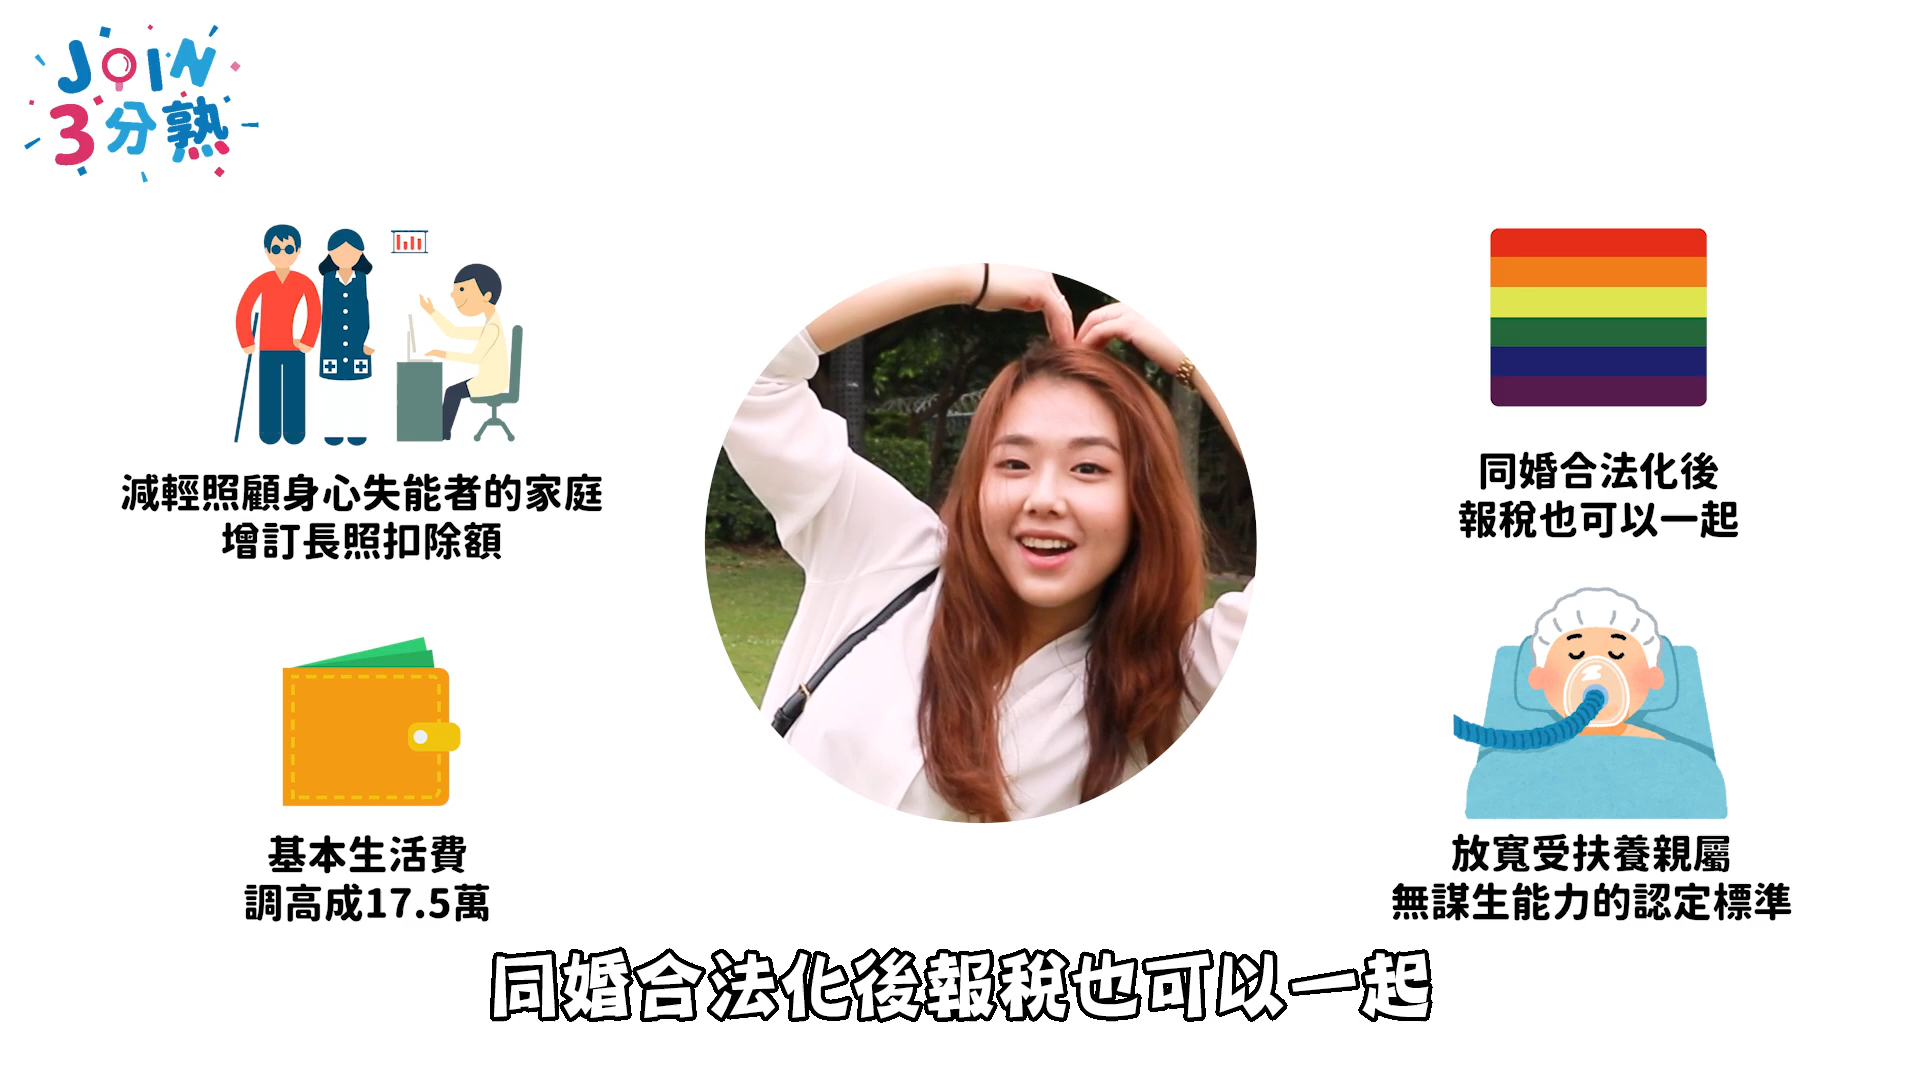 JOIN
3分熟
減輕照顧身心失能者的家庭
增訂長照扣除額
同婚合法化後
報稅也可以一起
基本生活費
調高成17.5萬
放寬受扶養親屬
無謀生能力的認定標準
同婚合法化後報稅也可以一起